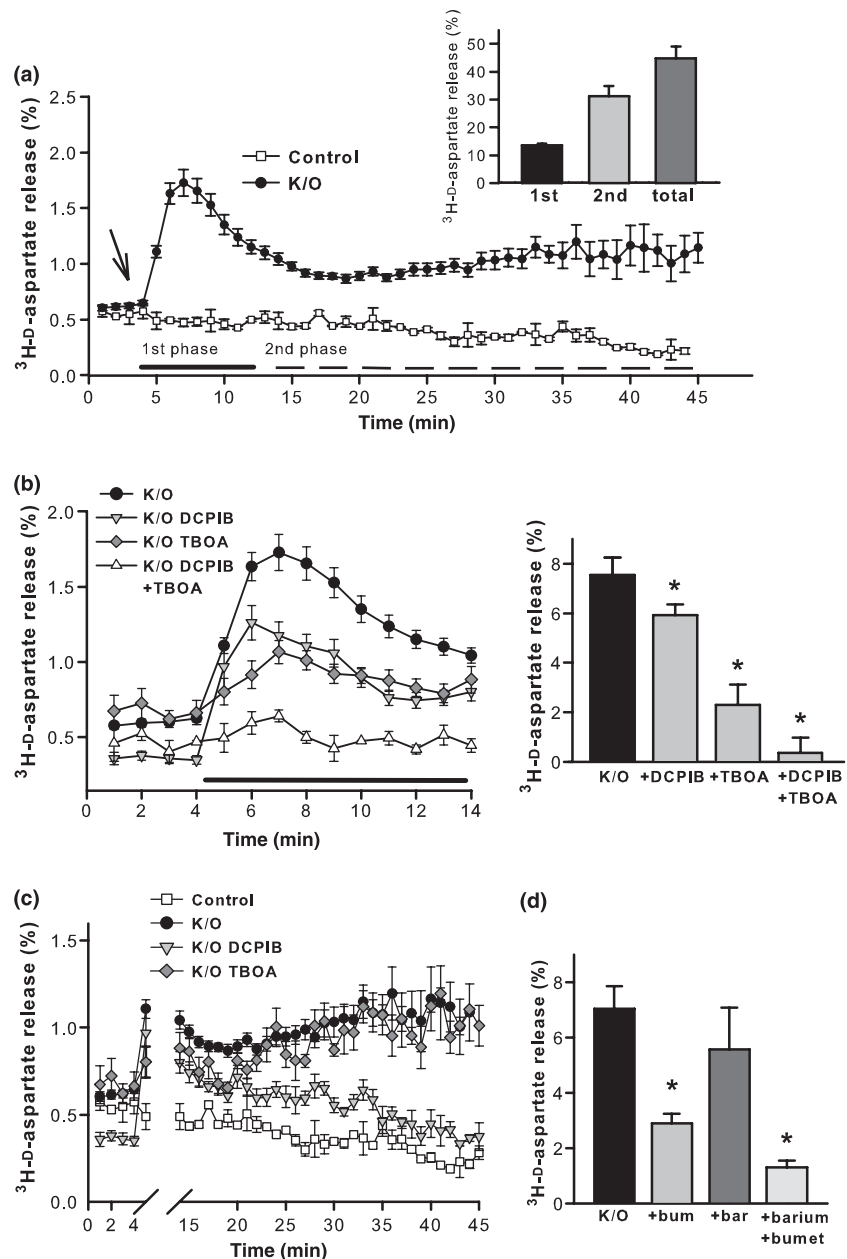 (a)
³H-D-aspartate release (%)
2.5
2.0
1.5
1.0
0.5
0.0
Control
K/O
1st phase
2nd phase
0 5 10 15 20 25 30 35 40 45
Time (min)
³H-D-aspartate release (%)
50
40
30
20
10
0
1st 2nd total
(b)
³H-D-aspartate release (%)
K/O
K/O DCPIB
K/O TBOA
K/O DCPIB
+TBOA
2.0
1.5
1.0
0.5
0 2 4 6 8 10 12 14
Time (min)
³H-D-aspartate release (%)
8
6
4
2
0
*
*
*
K/O +DCPIB +TBOA +DCPIB
+TBOA
(c)
³H-D-aspartate release (%)
Control
K/O
K/O DCPIB
K/O TBOA
1.5
1.0
0.5
0.0
0 2 4 15 20 25 30 35 40 45
Time (min)
(d)
³H-D-aspartate release (%)
8
6
4
2
0
*
*
K/O +bum +bar +barium
+bumet